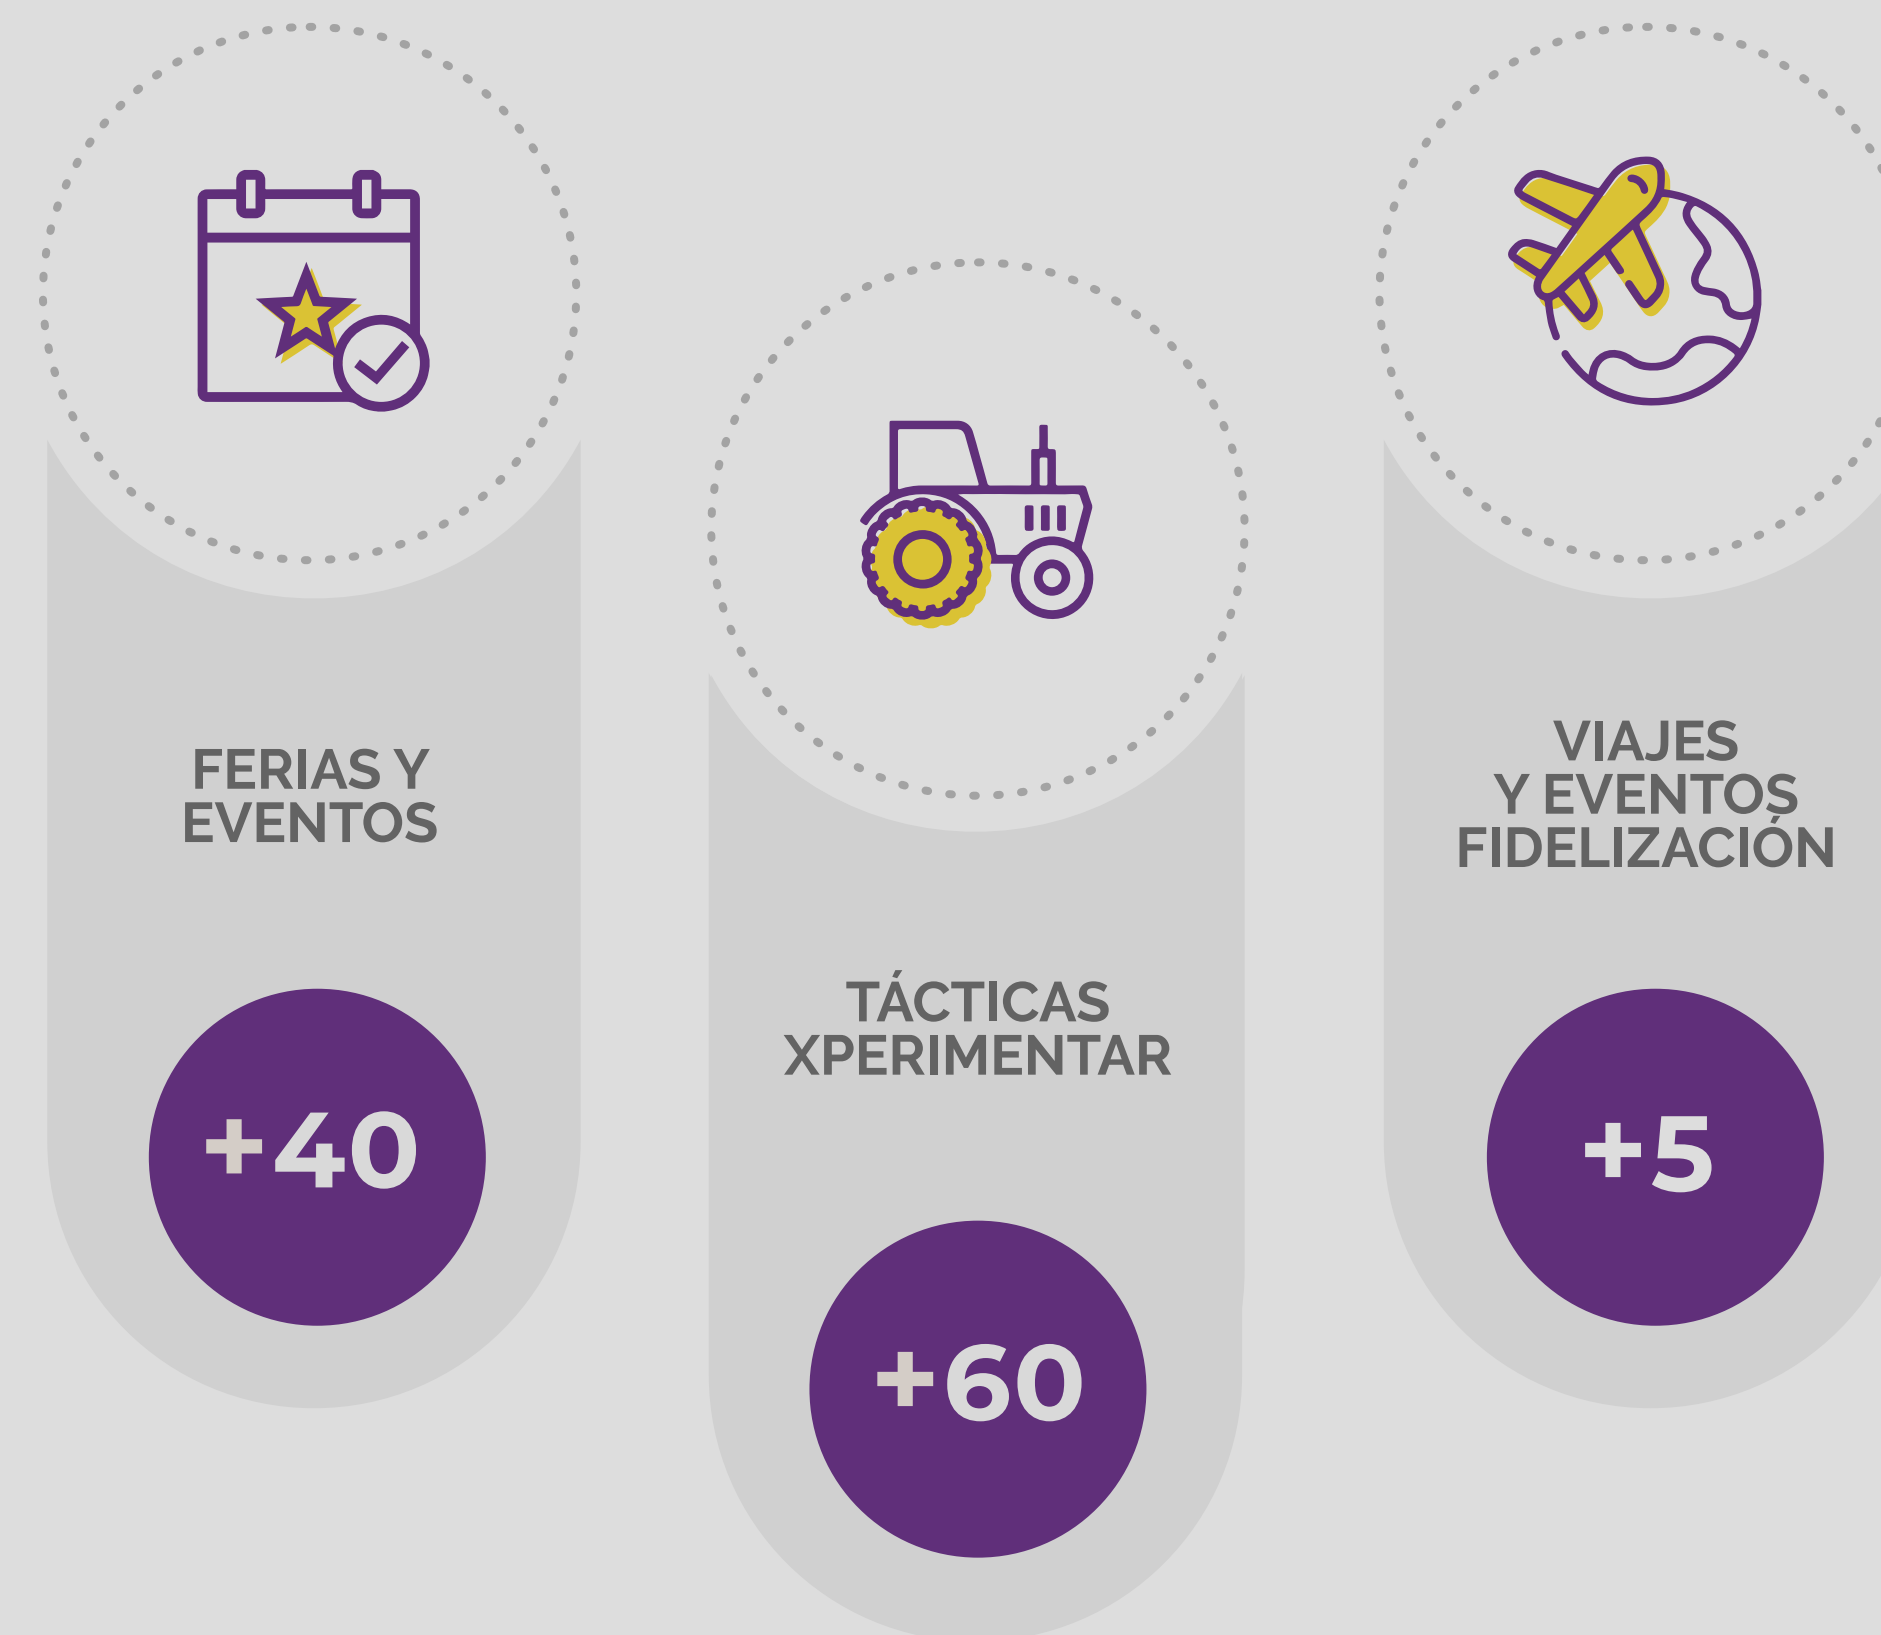 FERIAS Y
EVENTOS
+40
TÁCTICAS
XPERIMENTAR
+60
VIAJES
Y EVENTOS
FIDELIZACIÓN
+5